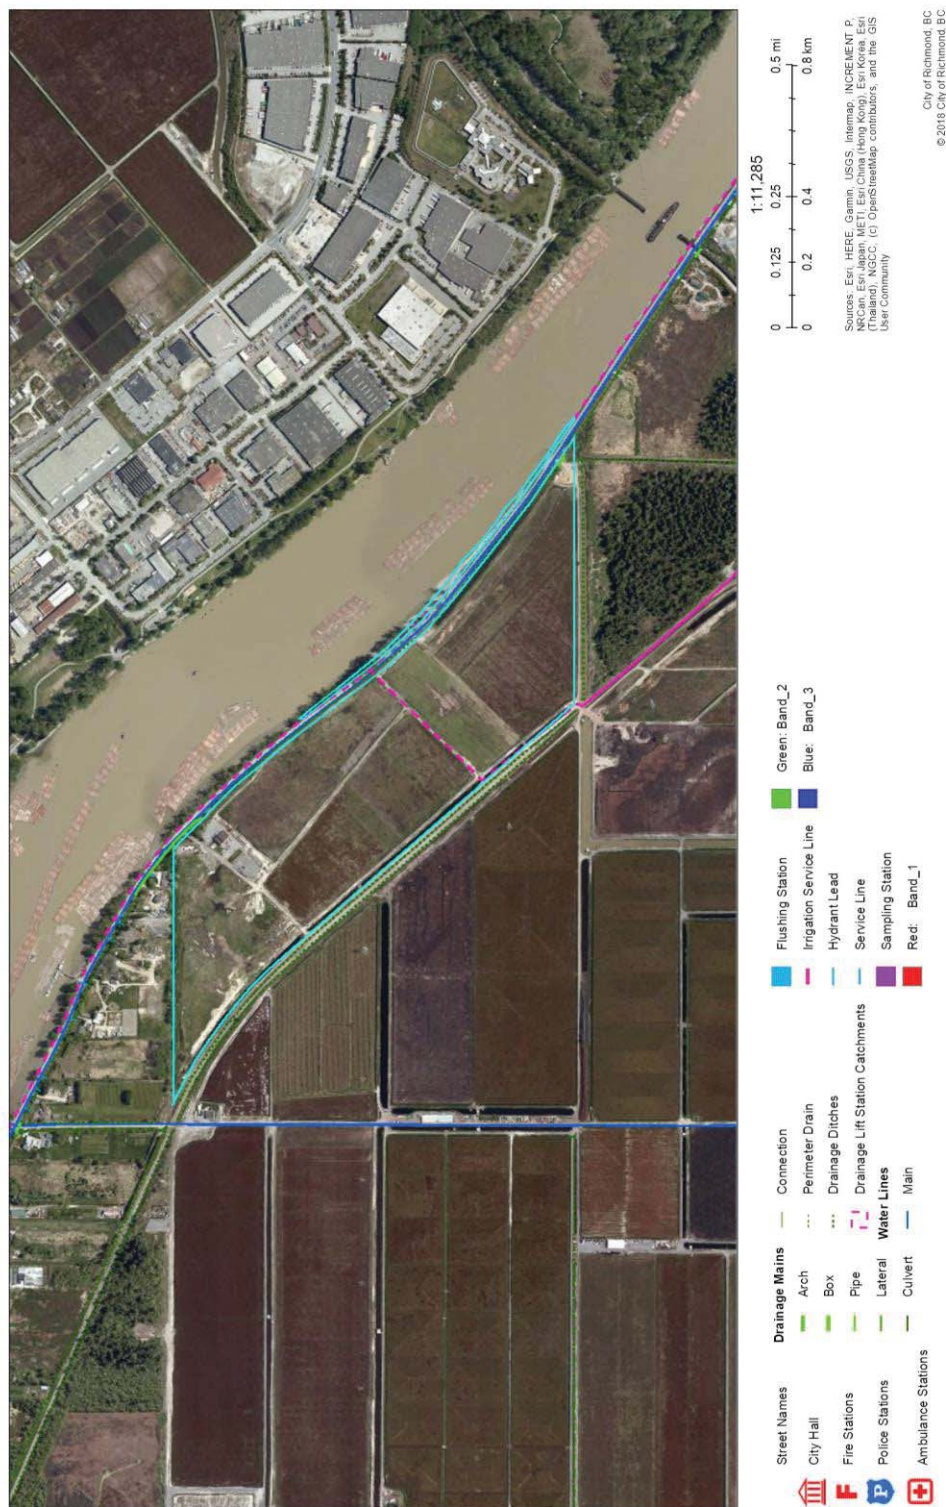 1:11,285
0 0.125 0.25 0.5 mi
0 0.2 0.4 0.8 km
Sources: Esri, HERE, Garmin, USGS, Intermap, INCREMENT P,
NRCan, Esri Japan, METI, Esri China (Hong Kong), Esri Korea, Esri
(Thailand), NGCC, (c) OpenStreetMap contributors, and the GIS
User Community
City of Richmond, BC
© 2018 City of Richmond, BC
Street Names
City Hall
F Fire Stations
P Police Stations
Ambulance Stations
Drainage Mains
Arch
Box
Pipe
Lateral
Culvert
Connection
Perimeter Drain
Drainage Ditches
Drainage Lift Station Catchments
Water Lines
Main
Flushing Station
Irrigation Service Line
Hydrant Lead
Service Line
Sampling Station
Red: Band_1
Green: Band_2
Blue: Band_3